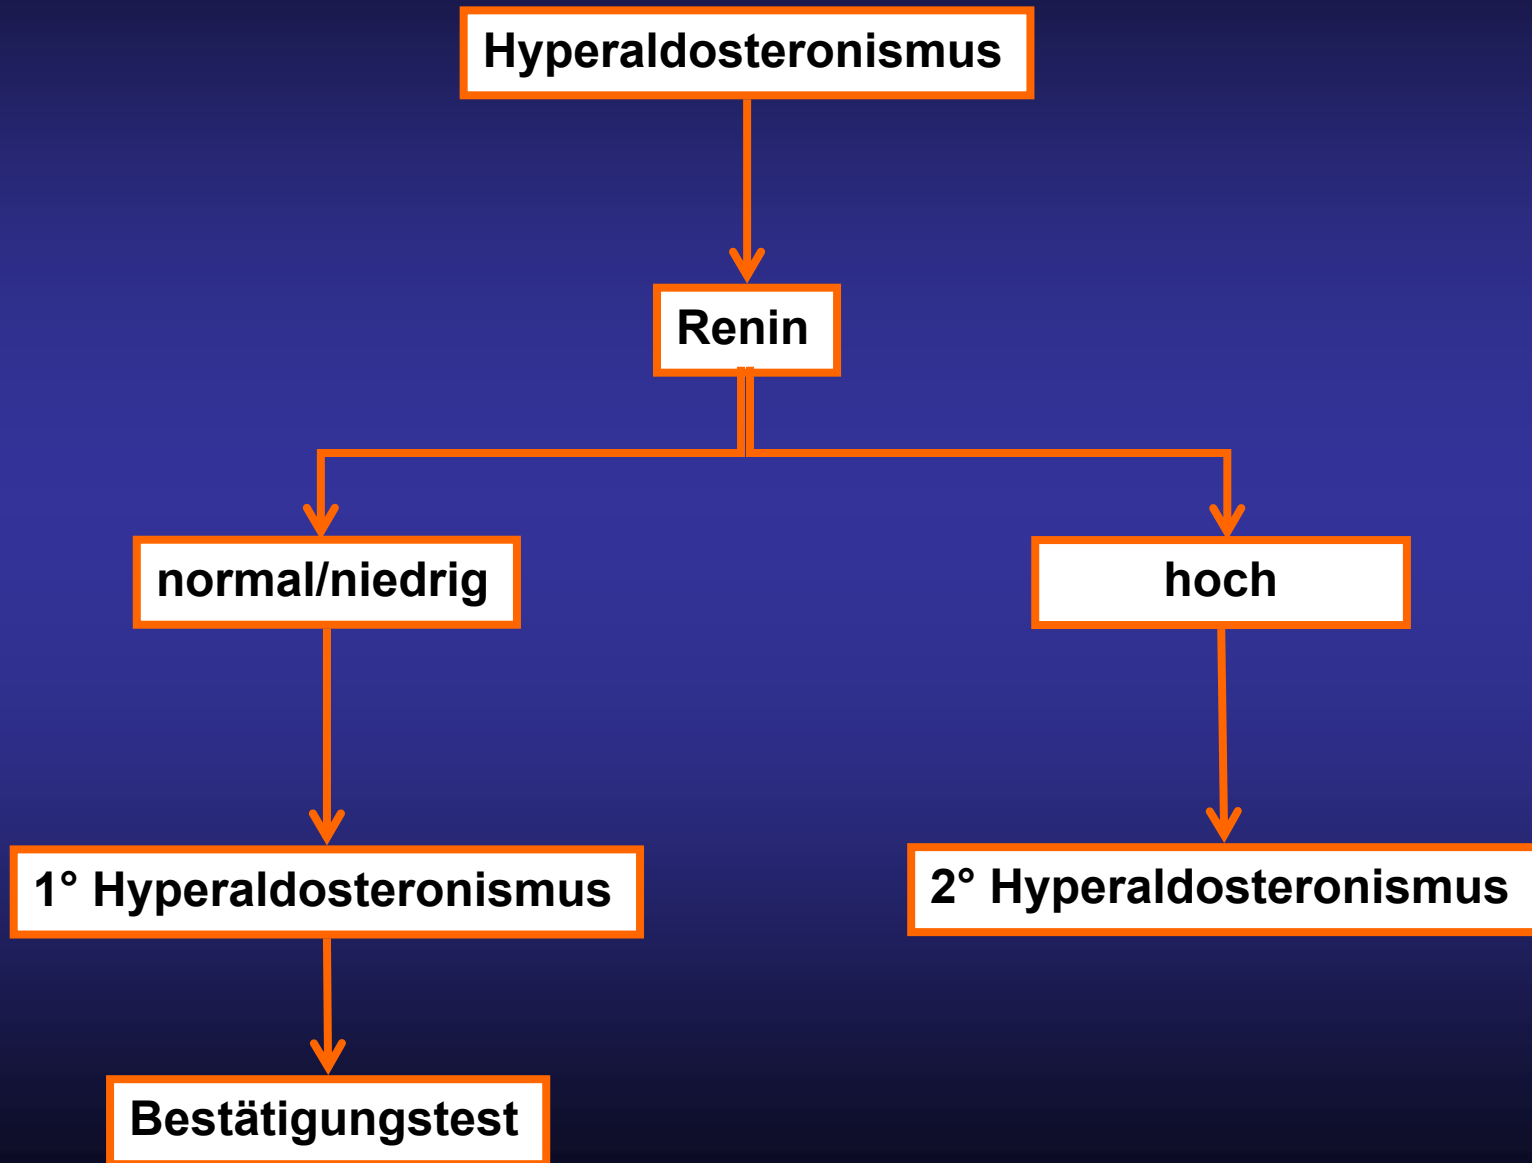 Hyperaldosteronismus
Renin
normal/niedrig
hoch
1° Hyperaldosteronismus
2° Hyperaldosteronismus
Bestätigungstest